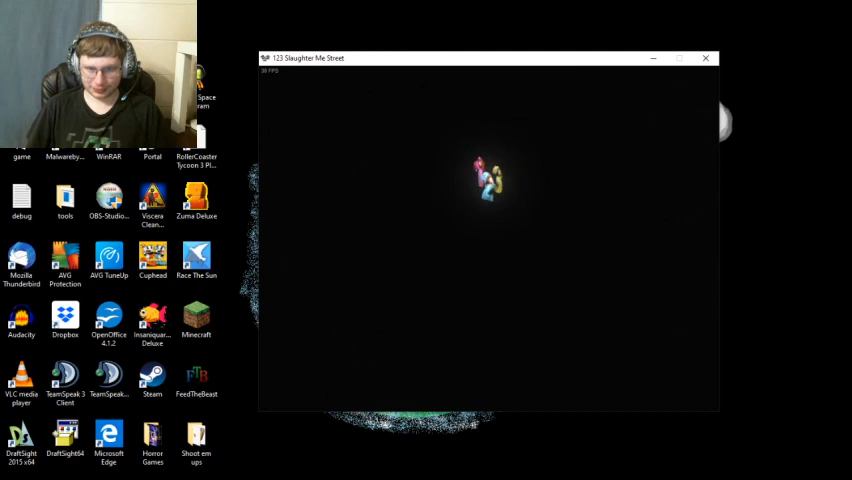 123 Slaughter Me Street
Space
ram
game
Malwareby...
WinRAR
Portal
RollerCoaster
Tycoon 3 Pl...
debug
tools
OBS-Studio...
Viscera
Clean...
Zuma Deluxe
Mozilla
Thunderbird
AVG
Protection
AVG TuneUp
Cuphead
Race The Sun
Audacity
Dropbox
OpenOffice
4.1.2
Insaniquar...
Deluxe
Minecraft
VLC media
player
TeamSpeak 3
Client
TeamSpeak...
Steam
FTB
FeedTheBeast
DraftSight
2015 x64
DraftSight64
Microsoft
Edge
Horror
Games
Shoot em
ups